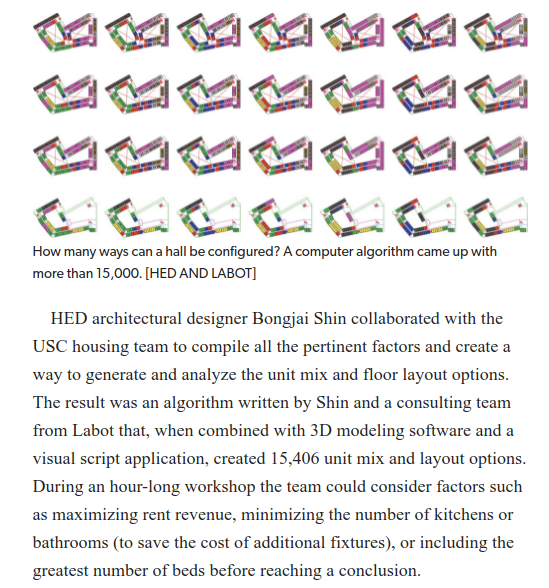 How many ways can a hall be configured? A computer algorithm came up with
more than 15,000. [HED AND LABOT]
HED architectural designer Bongjai Shin collaborated with the
USC housing team to compile all the pertinent factors and create a
way to generate and analyze the unit mix and floor layout options.
The result was an algorithm written by Shin and a consulting team
from Labot that, when combined with 3D modeling software and a
visual script application, created 15,406 unit mix and layout options.
During an hour-long workshop the team could consider factors such
as maximizing rent revenue, minimizing the number of kitchens or
bathrooms (to save the cost of additional fixtures), or including the
greatest number of beds before reaching a conclusion.